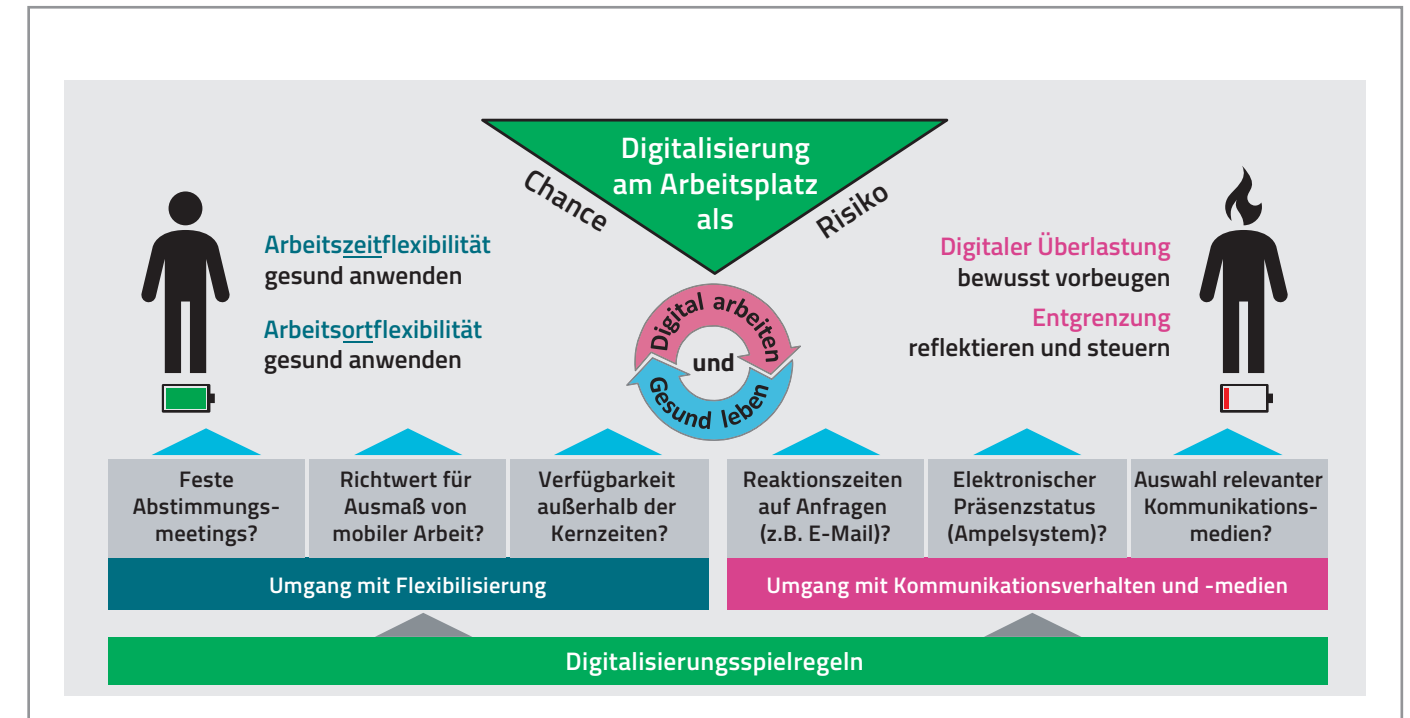 Digitalisierung
am Arbeitsplatz
als
Chance
Risiko
Arbeitszeitflexibilität
gesund anwenden
Arbeitsortflexibilität
gesund anwenden
Digitaler Überlastung
bewusst vorbeugen
Entgrenzung
reflektieren und steuern
Digital arbeiten
und
Gesund leben
Feste
Abstimmungs-
meetings?
Richtwert für
Ausmaß von
mobiler Arbeit?
Verfügbarkeit
außerhalb der
Kernzeiten?
Reaktionszeiten
auf Anfragen
(z.B. E-Mail)?
Elektronischer
Präsenzstatus
(Ampelsystem)?
Auswahl relevanter
Kommunikations-
medien?
Umgang mit Flexibilisierung
Umgang mit Kommunikationsverhalten und -medien
Digitalisierungsspielregeln